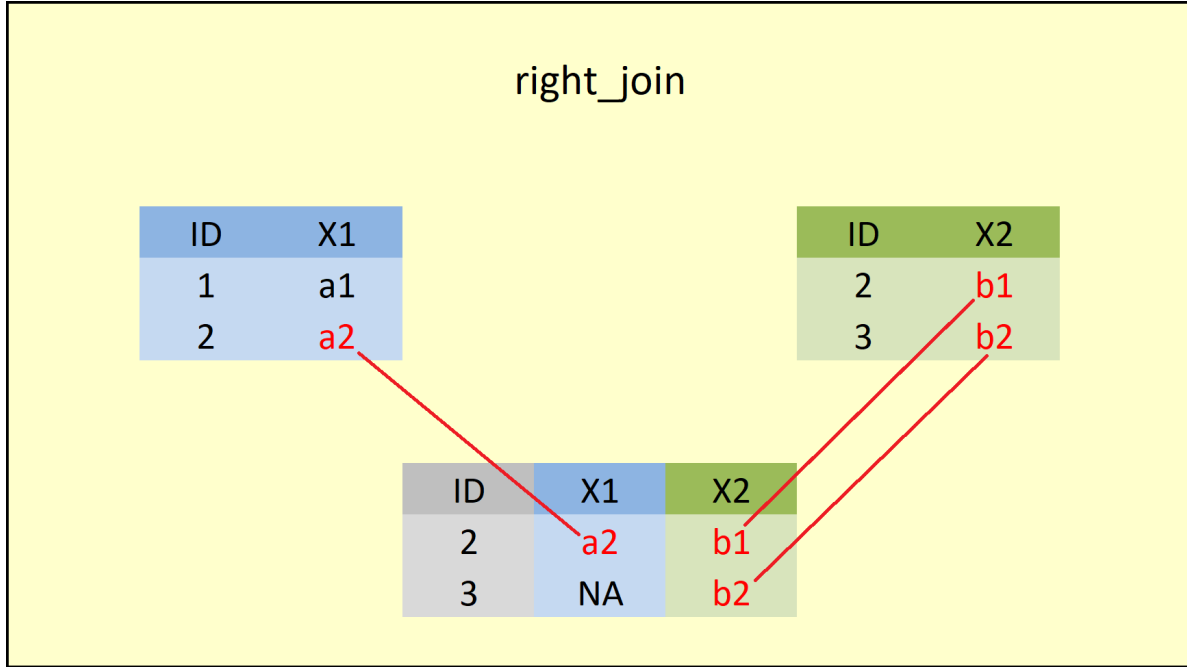 right_join
ID X1
1 a1
2 a2
ID X2
2 b1
3 b2
ID X1 X2
2 a2 b1
3 NA b2